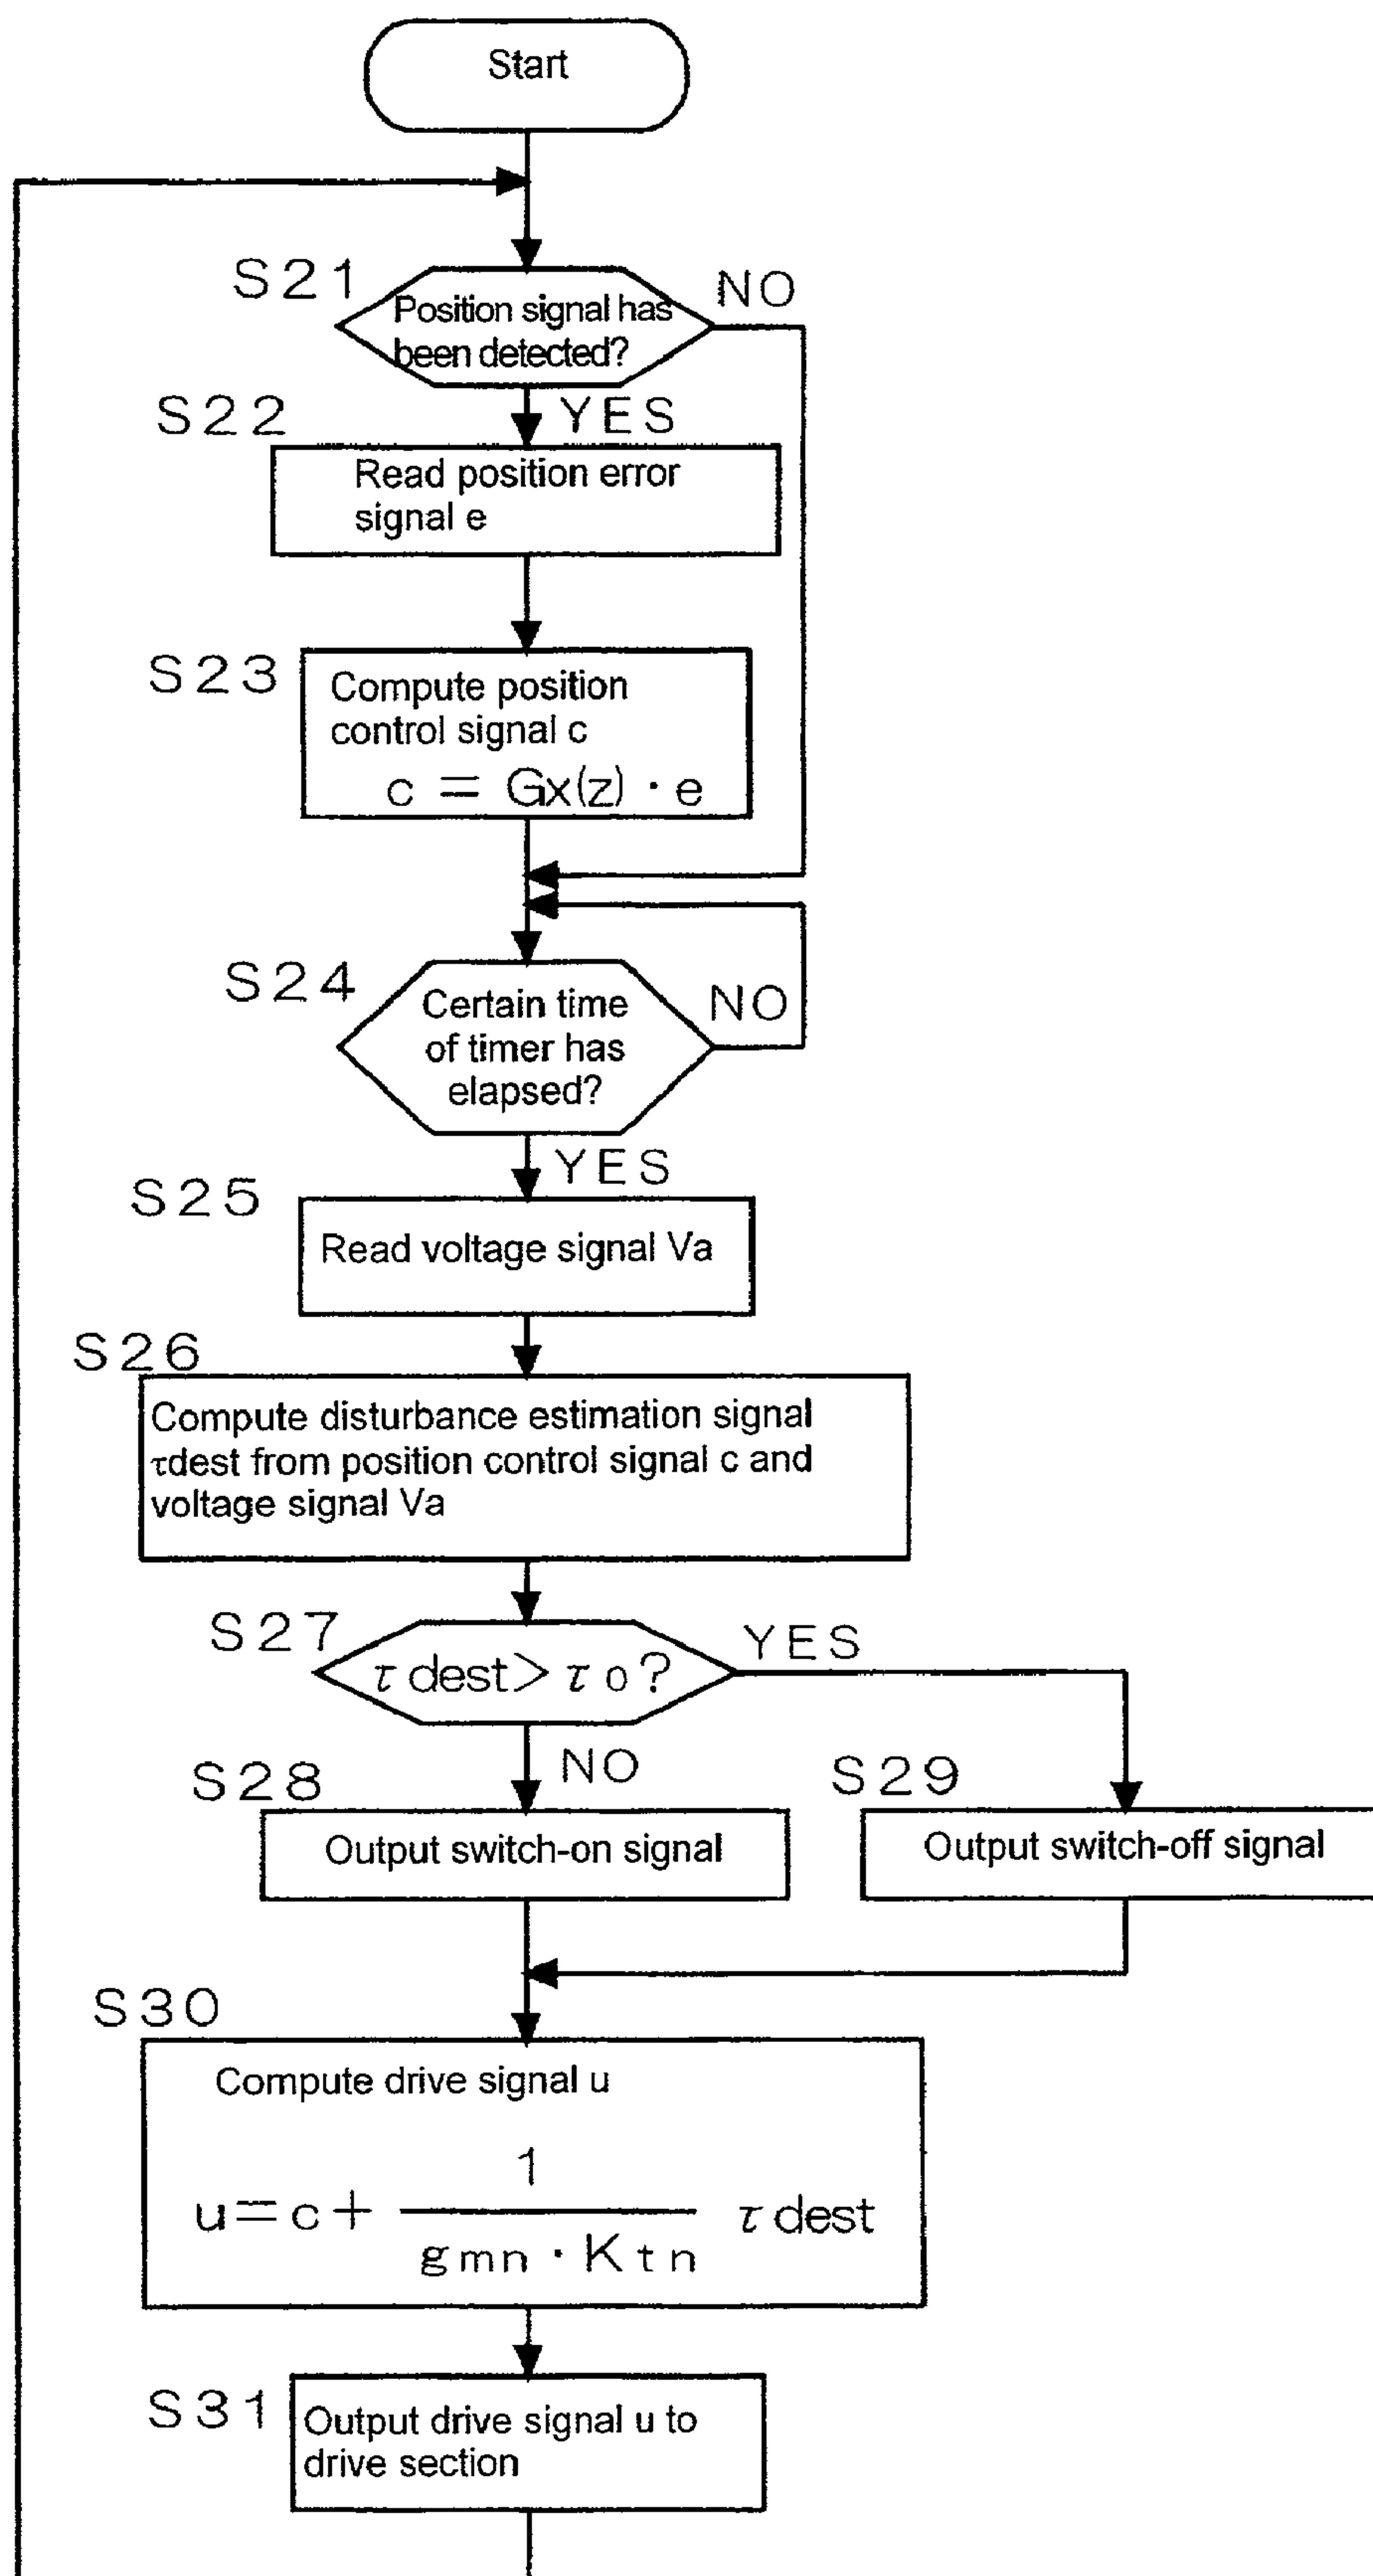 Start
S21
Position signal has
been detected?
NO
YES
S22
Read position error
signal e
S23
Compute position
control signal c
c = Gx(z) · e
S24
Certain time
of timer has
elapsed?
NO
YES
S25
Read voltage signal Va
S26
Compute disturbance estimation signal
τdest from position control signal c and
voltage signal Va
S27
τ dest > τ o ?
YES
NO
S28
Output switch-on signal
S29
Output switch-off signal
S30
Compute drive signal u
1
u = c + ─── τ dest
gmn · Ktn
S31
Output drive signal u to
drive section